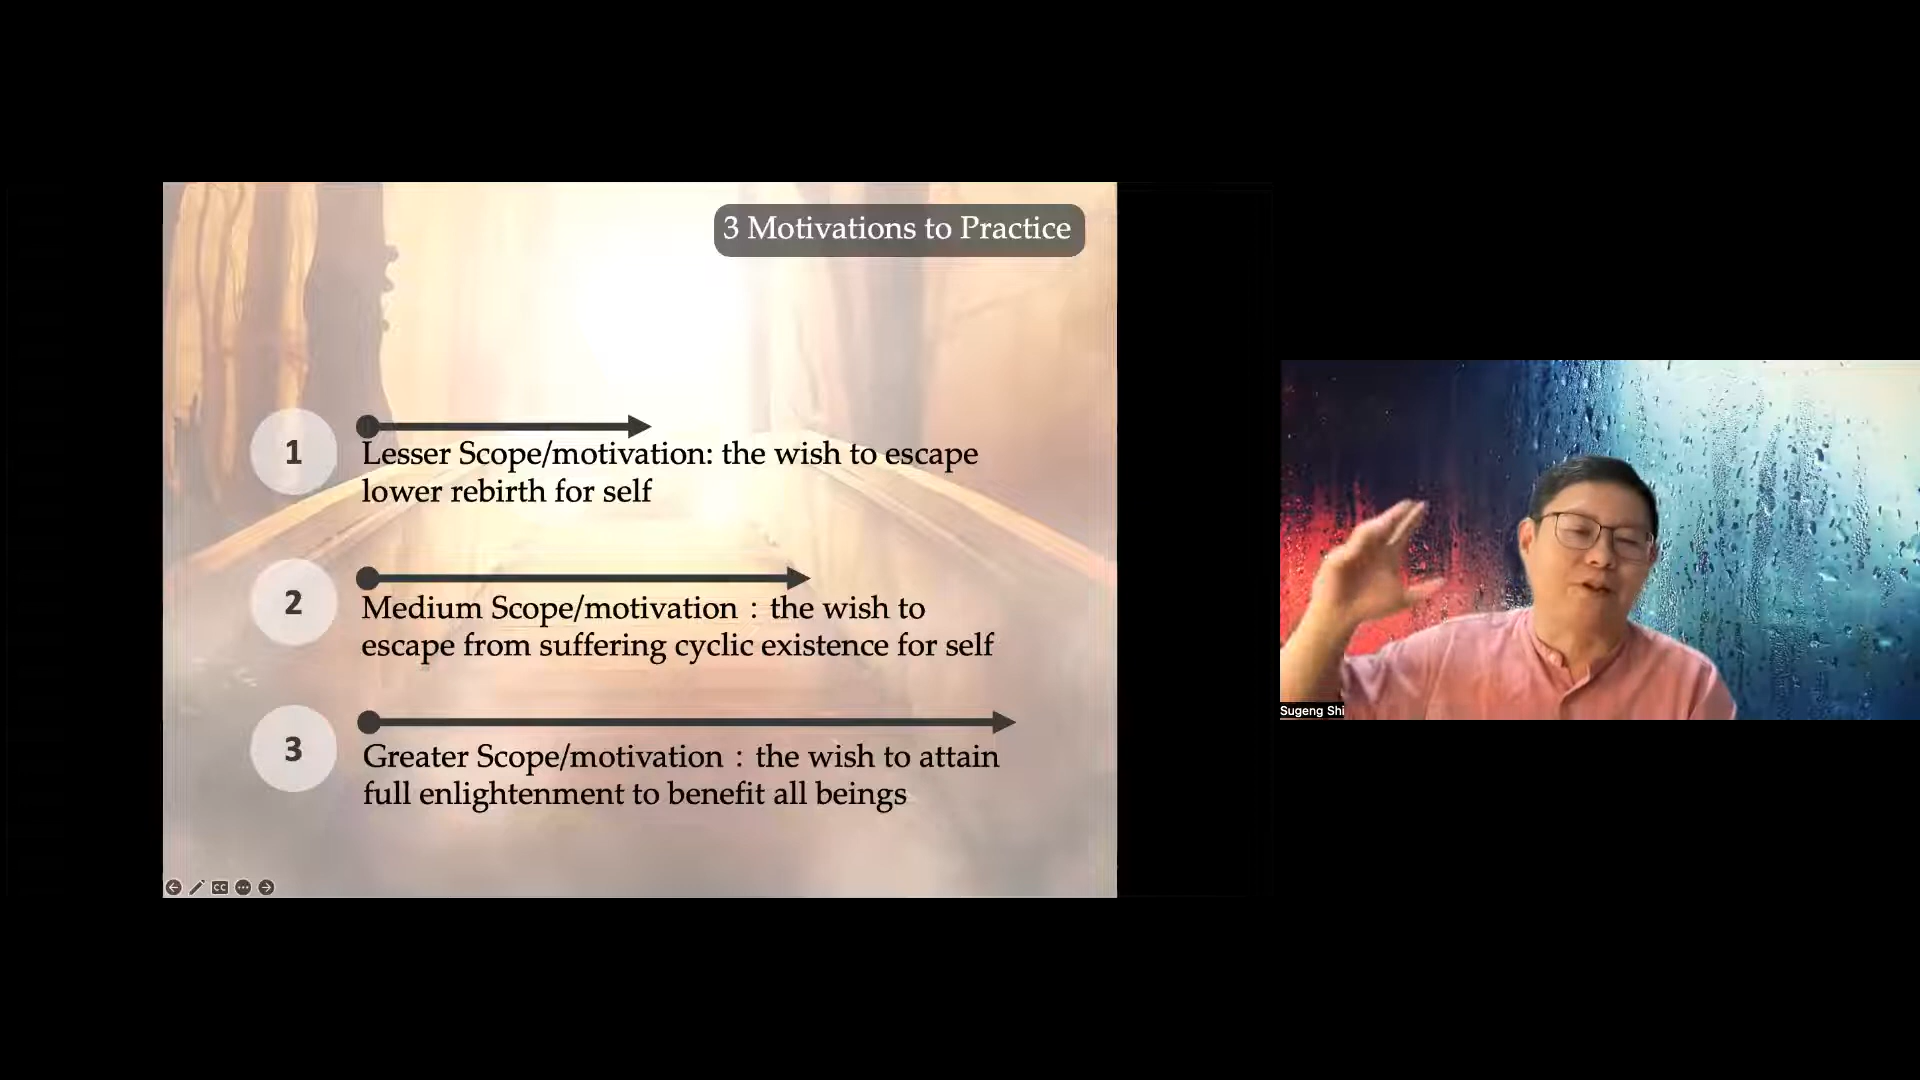 3 Motivations to Practice
1
Lesser Scope/motivation: the wish to escape
lower rebirth for self
2
Medium Scope/motivation : the wish to
escape from suffering cyclic existence for self
3
Greater Scope/motivation : the wish to attain
full enlightenment to benefit all beings
CC
Sugeng Shi